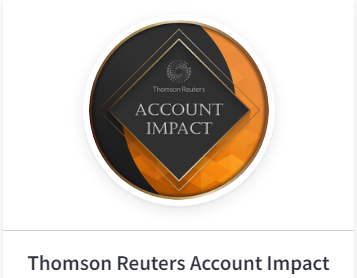 Thomson Reuters
ACCOUNT
IMPACT
Thomson Reuters Account Impact